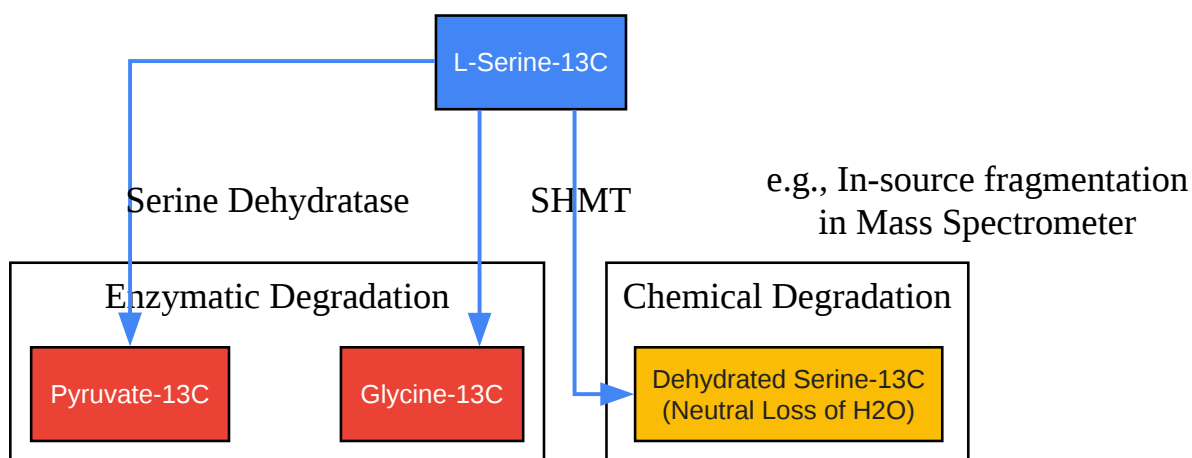 L-Serine-13C
Serine Dehydratase
SHMT
e.g., In-source fragmentation
in Mass Spectrometer
Enzymatic Degradation
Chemical Degradation
Pyruvate-13C
Glycine-13C
Dehydrated Serine-13C
(Neutral Loss of H2O)